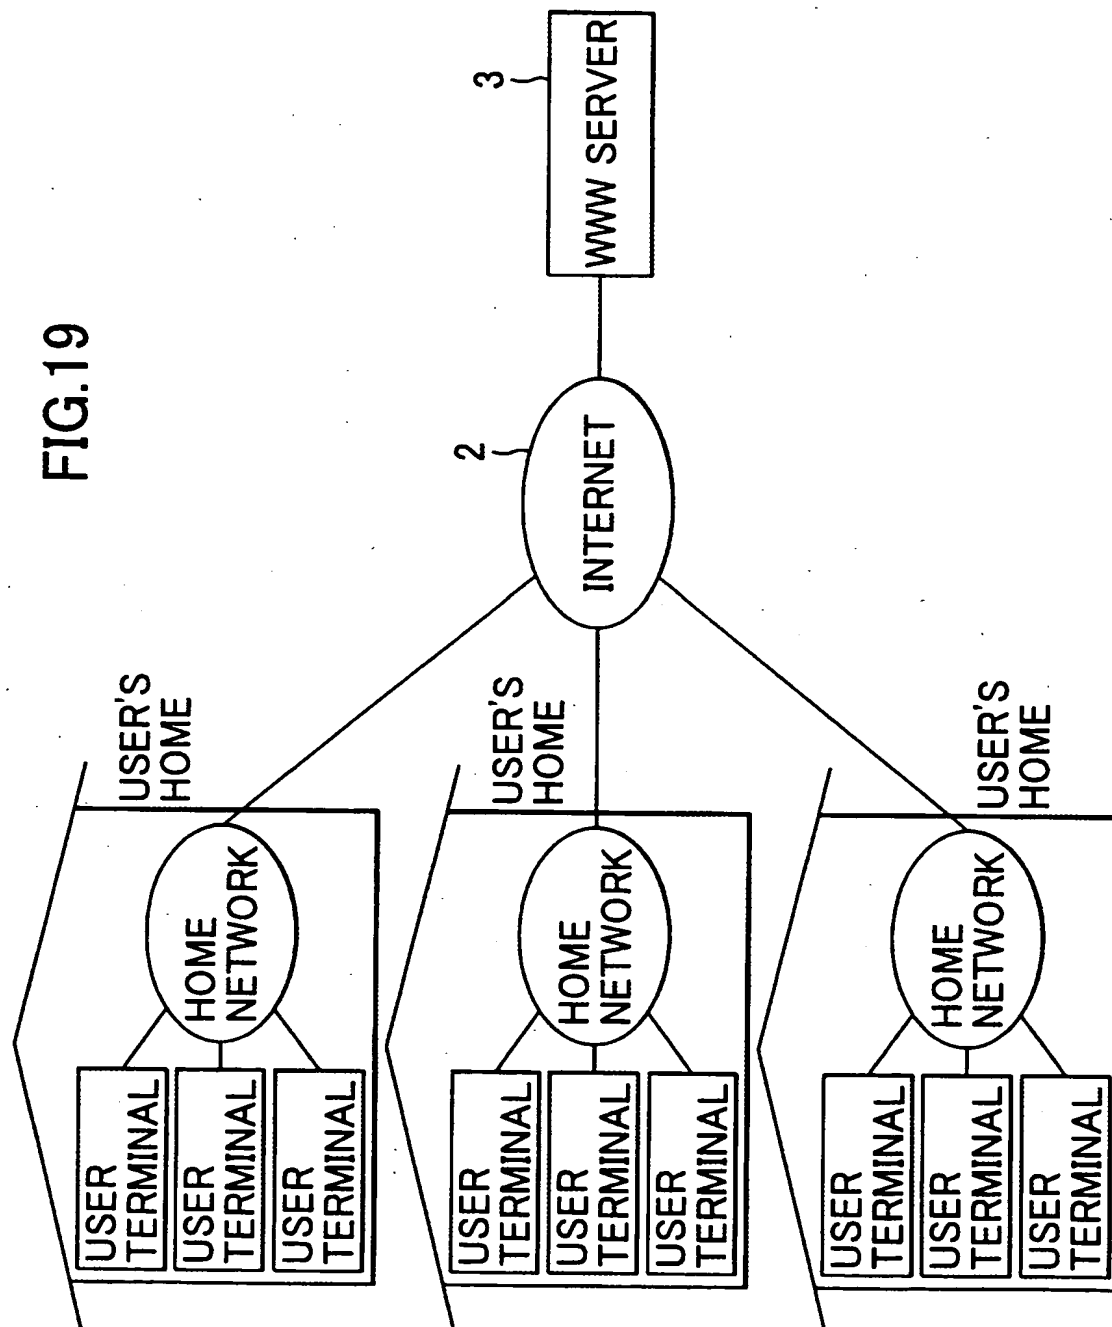 FIG.19
USER'S
HOME
USER
TERMINAL
USER
TERMINAL
USER
TERMINAL
HOME
NETWORK
USER'S
HOME
USER
TERMINAL
USER
TERMINAL
USER
TERMINAL
HOME
NETWORK
USER'S
HOME
USER
TERMINAL
USER
TERMINAL
USER
TERMINAL
HOME
NETWORK
2
INTERNET
3
WWW SERVER